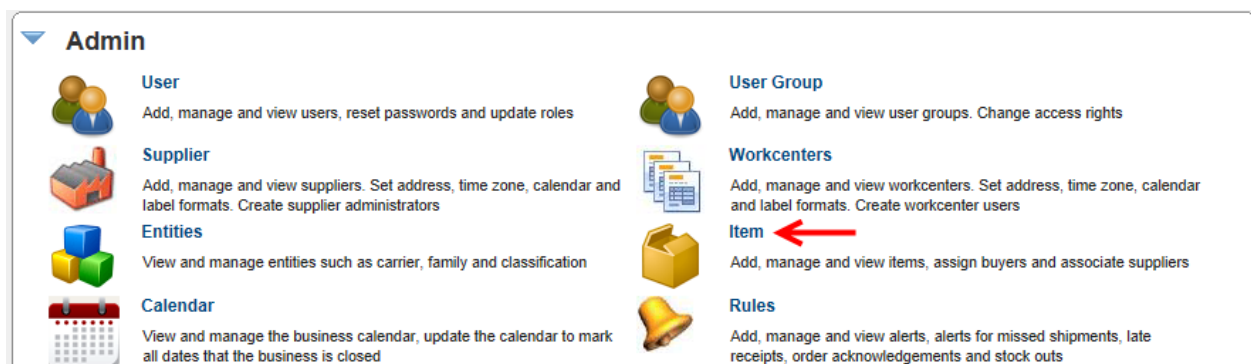 Admin
User
Add, manage and view users, reset passwords and update roles
User Group
Add, manage and view user groups. Change access rights
Supplier
Add, manage and view suppliers. Set address, time zone, calendar and
label formats. Create supplier administrators
Workcenters
Add, manage and view workcenters. Set address, time zone, calendar
and label formats. Create workcenter users
Entities
View and manage entities such as carrier, family and classification
Item
Add, manage and view items, assign buyers and associate suppliers
Calendar
View and manage the business calendar, update the calendar to mark
all dates that the business is closed
Rules
Add, manage and view alerts, alerts for missed shipments, late
receipts, order acknowledgements and stock outs